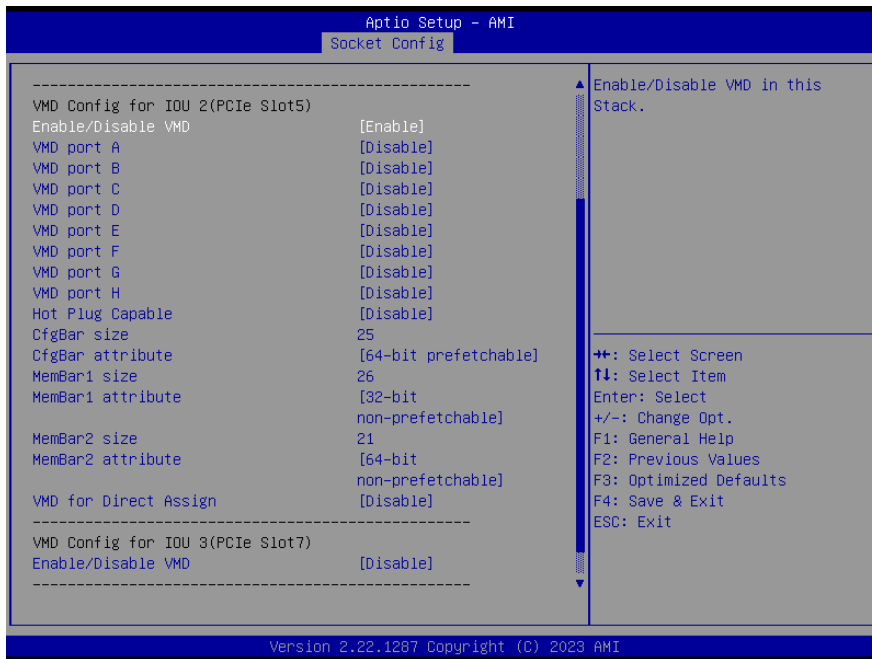 Aptio Setup - AMI
Socket Config
------------------------------------------------- Enable/Disable VMD in this
VMD Config for IOU 2(PCIe Slot5) Stack.
Enable/Disable VMD [Enable]
VMD port A [Disable]
VMD port B [Disable]
VMD port C [Disable]
VMD port D [Disable]
VMD port E [Disable]
VMD port F [Disable]
VMD port G [Disable]
VMD port H [Disable]
Hot Plug Capable [Disable]
CfgBar size 25
CfgBar attribute [64-bit prefetchable] →←: Select Screen
MemBar1 size 26 ↑↓: Select Item
MemBar1 attribute [32-bit Enter: Select
non-prefetchable] +/-: Change Opt.
MemBar2 size 21 F1: General Help
MemBar2 attribute [64-bit F2: Previous Values
non-prefetchable] F3: Optimized Defaults
VMD for Direct Assign [Disable] F4: Save & Exit
------------------------------------------------- ESC: Exit
VMD Config for IOU 3(PCIe Slot7)
Enable/Disable VMD [Disable]
-------------------------------------------------
Version 2.22.1287 Copyright (C) 2023 AMI